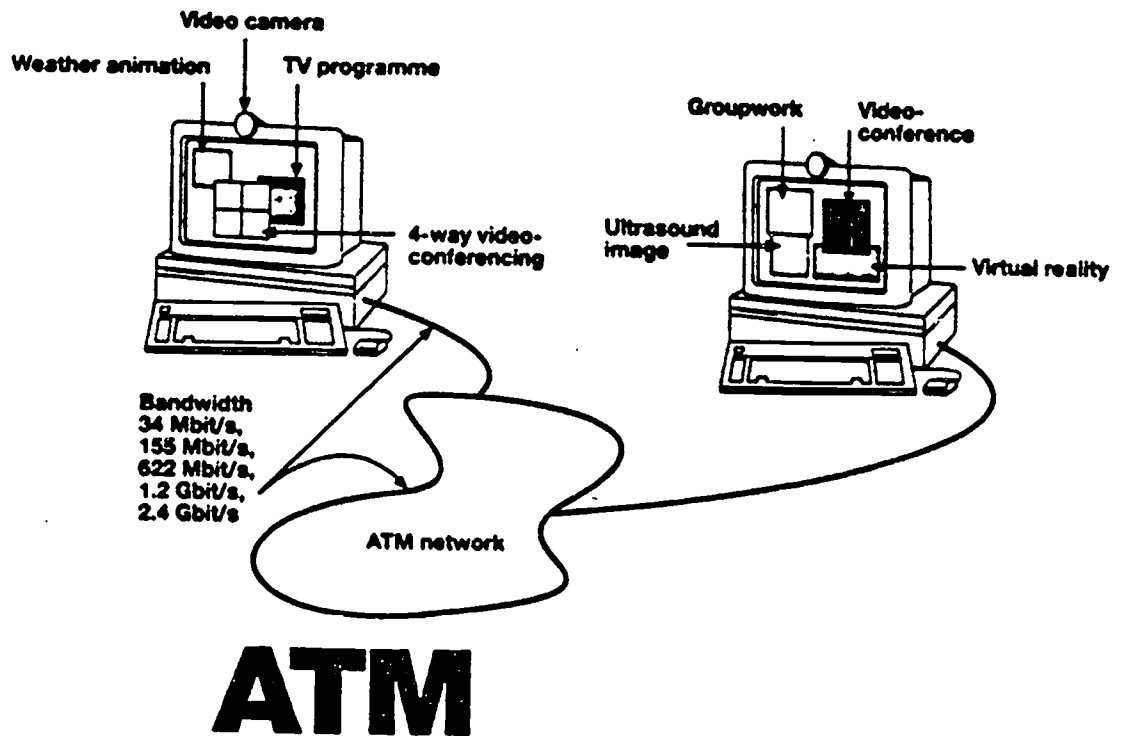 Video camera
Weather animation
TV programme
4-way video-
conferencing
Groupwork
Video-
conference
Ultrasound
image
Virtual reality
Bandwidth
34 Mbit/s,
155 Mbit/s,
622 Mbit/s,
1.2 Gbit/s,
2.4 Gbit/s
ATM network
ATM